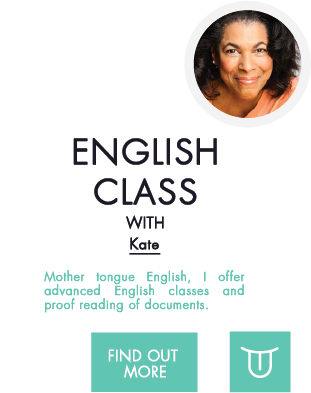 ENGLISH
CLASS
WITH
Kate
Mother tongue English, I offer
advanced English classes and
proof reading of documents.
FIND OUT
MORE